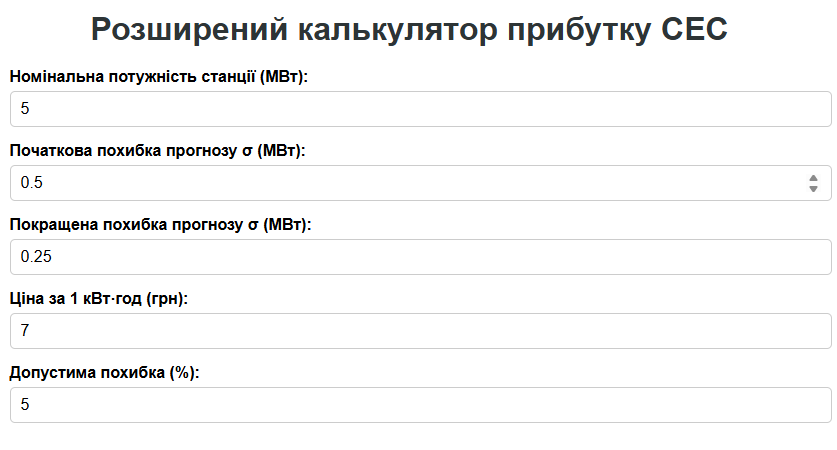 Розширений калькулятор прибутку СЕС
Номінальна потужність станції (МВт):
5
Початкова похибка прогнозу σ (МВт):
0.5
Покращена похибка прогнозу σ (МВт):
0.25
Ціна за 1 кВт·год (грн):
7
Допустима похибка (%):
5